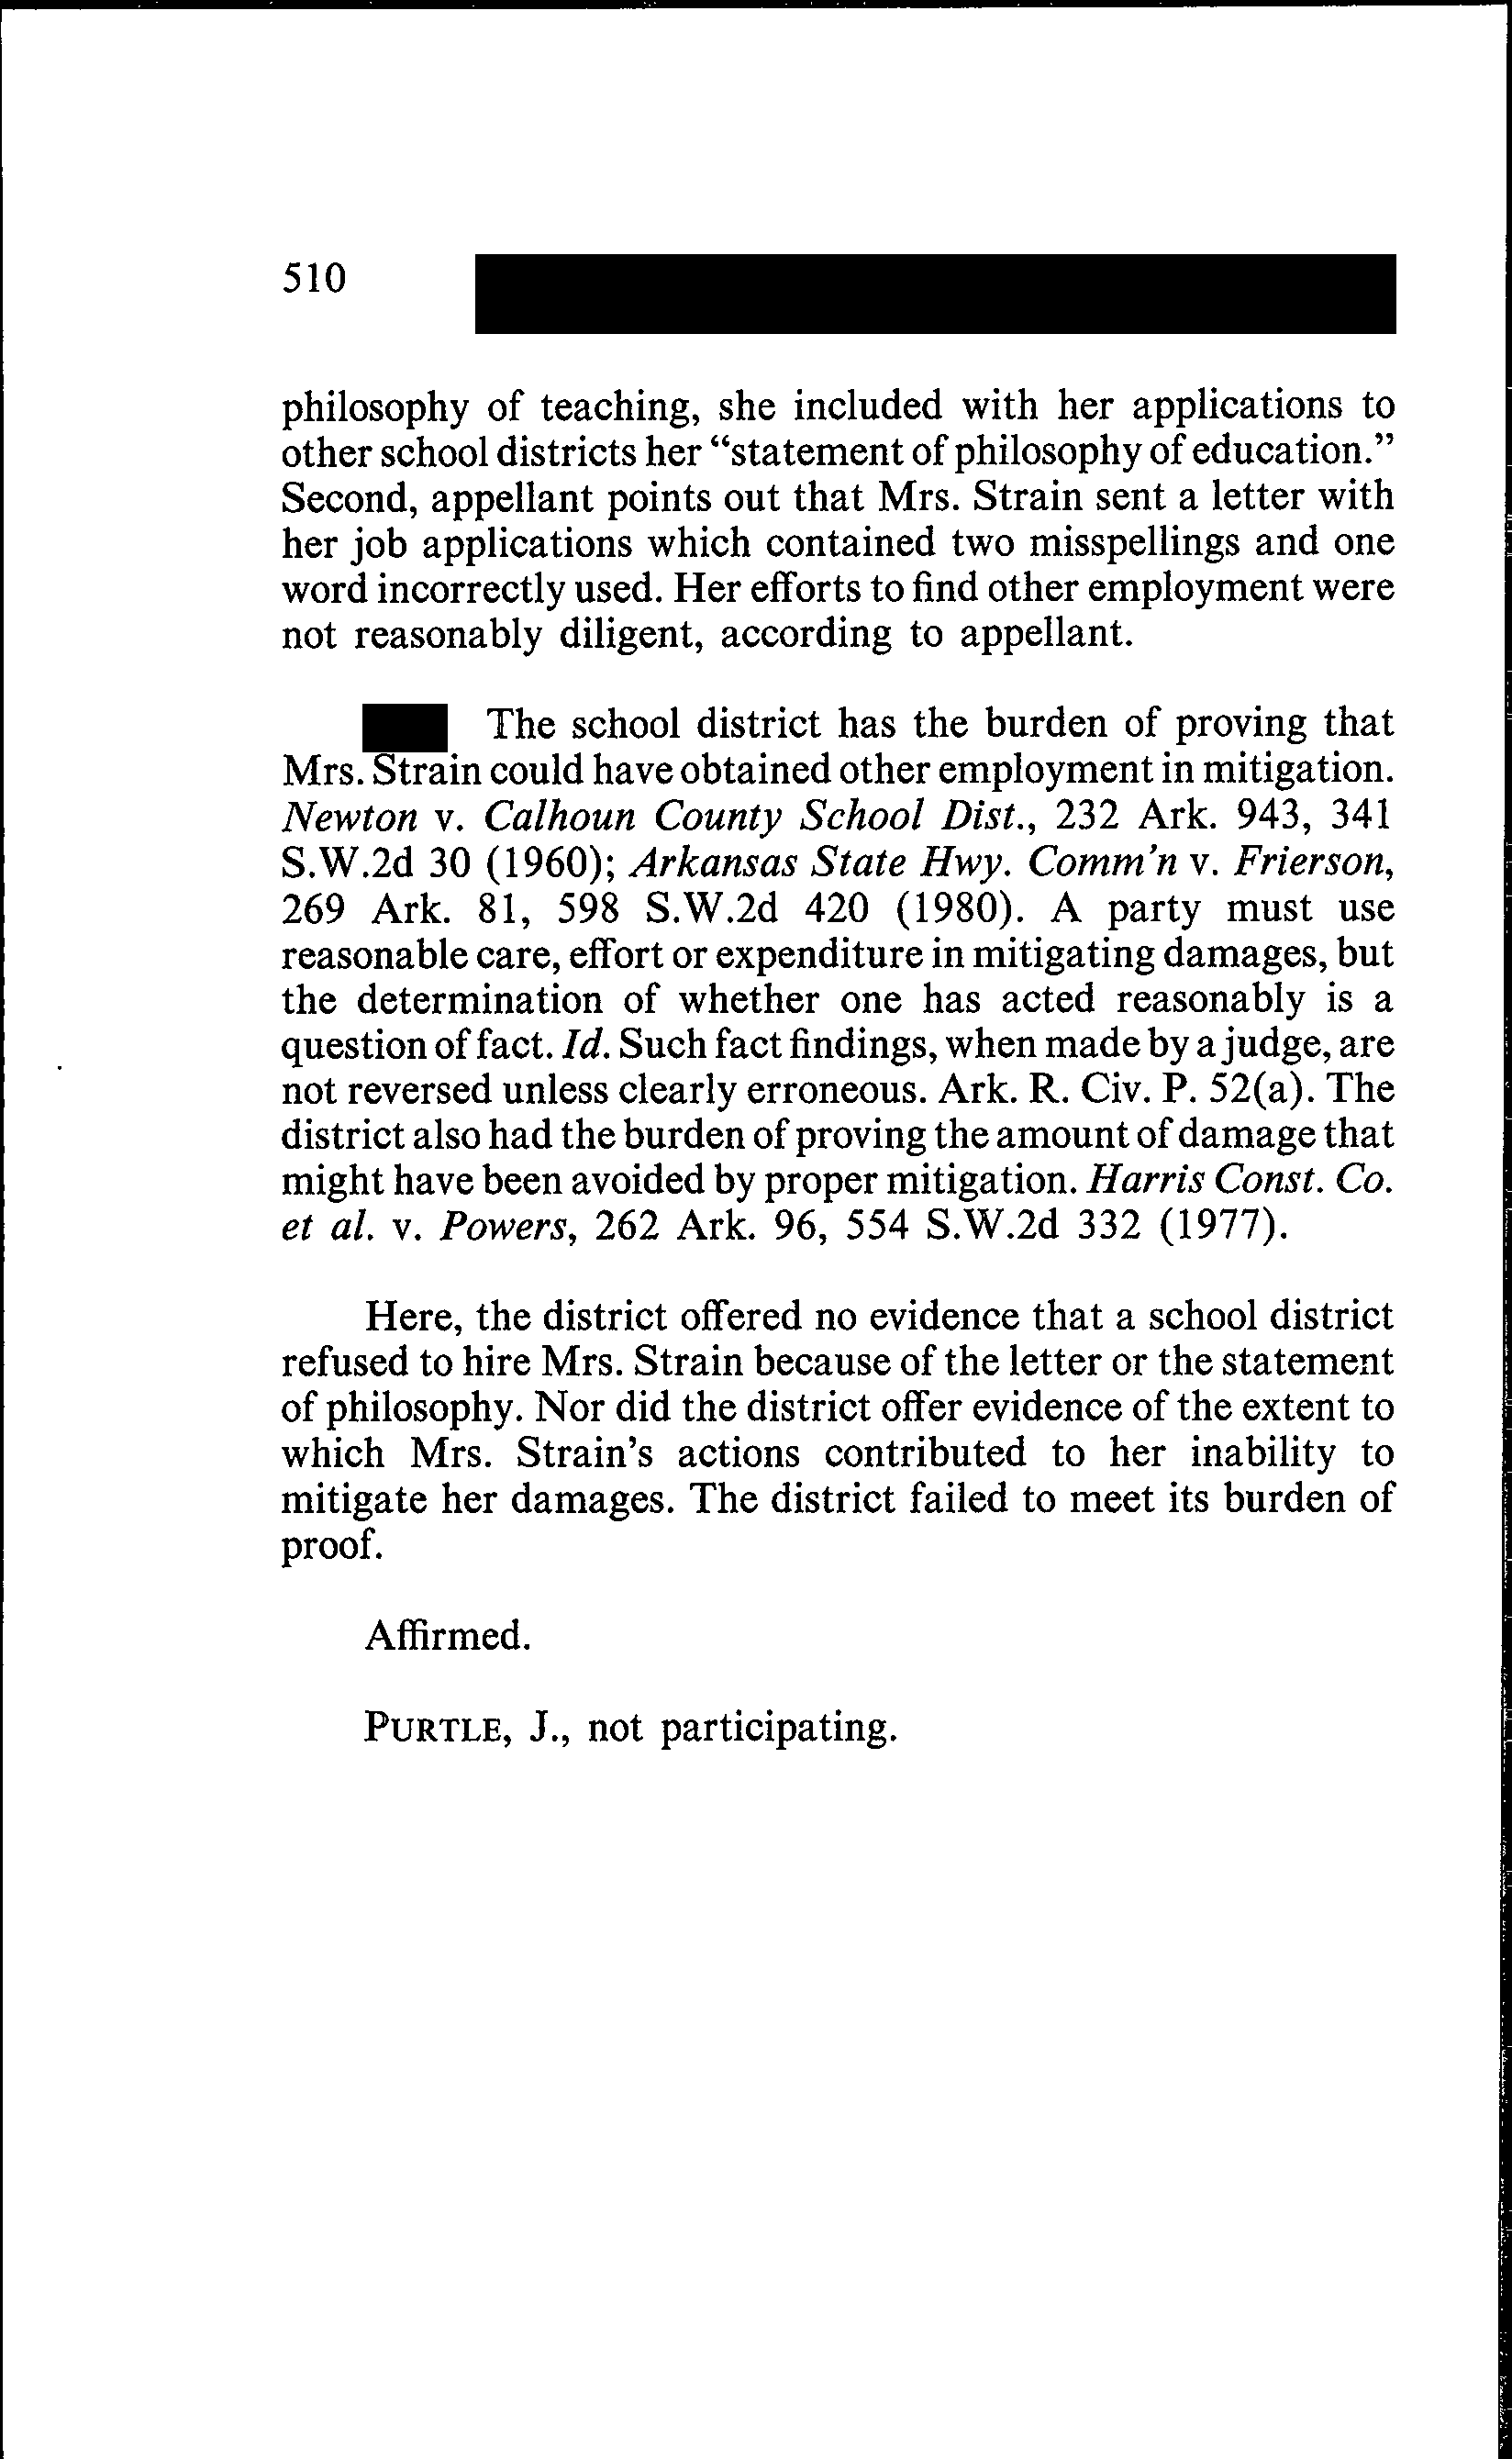 510
philosophy of teaching, she included with her applications to
other school districts her “statement of philosophy of education.”
Second, appellant points out that Mrs. Strain sent a letter with
her job applications which contained two misspellings and one
word incorrectly used. Her efforts to find other employment were
not reasonably diligent, according to appellant.
The school district has the burden of proving that
Mrs. Strain could have obtained other employment in mitigation.
Newton v. Calhoun County School Dist., 232 Ark. 943, 341
S.W.2d 30 (1960); Arkansas State Hwy. Comm'n v. Frierson,
269 Ark. 81, 598 S.W.2d 420 (1980). A party must use
reasonable care, effort or expenditure in mitigating damages, but
the determination of whether one has acted reasonably is a
question of fact. Id. Such fact findings, when made by a judge, are
not reversed unless clearly erroneous. Ark. R. Civ. P. 52(a). The
district also had the burden of proving the amount of damage that
might have been avoided by proper mitigation. Harris Const. Co.
et al. v. Powers, 262 Ark. 96, 554 S.W.2d 332 (1977).
Here, the district offered no evidence that a school district
refused to hire Mrs. Strain because of the letter or the statement
of philosophy. Nor did the district offer evidence of the extent to
which Mrs. Strain's actions contributed to her inability to
mitigate her damages. The district failed to meet its burden of
proof.
Affirmed.
PURTLE, J., not participating.